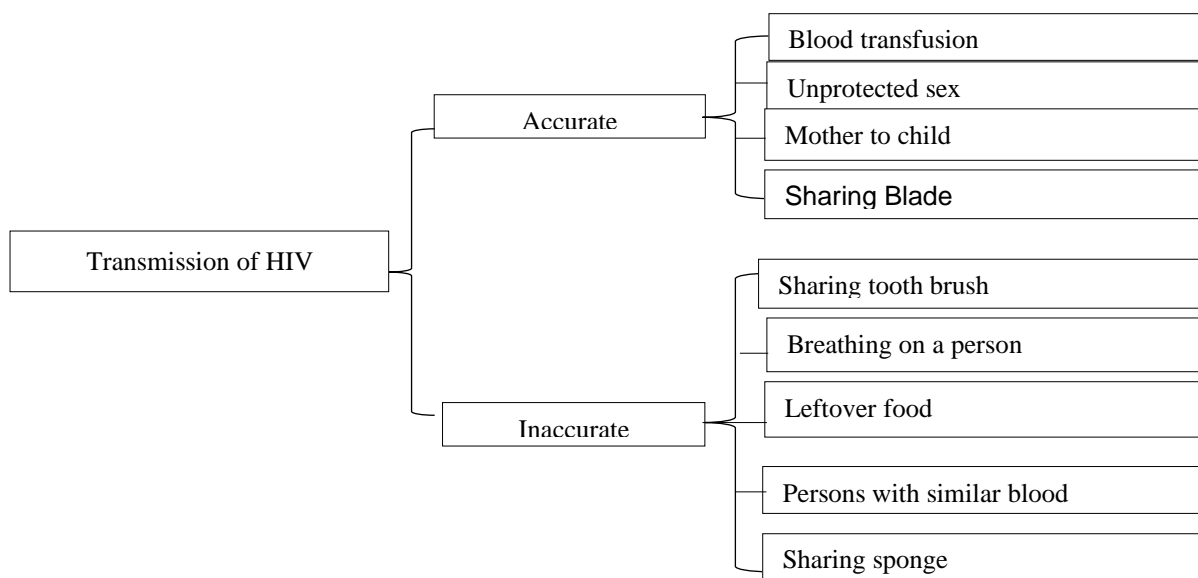 Transmission of HIV
Accurate
Blood transfusion
Unprotected sex
Mother to child
Sharing Blade
Inaccurate
Sharing tooth brush
Breathing on a person
Leftover food
Persons with similar blood
Sharing sponge